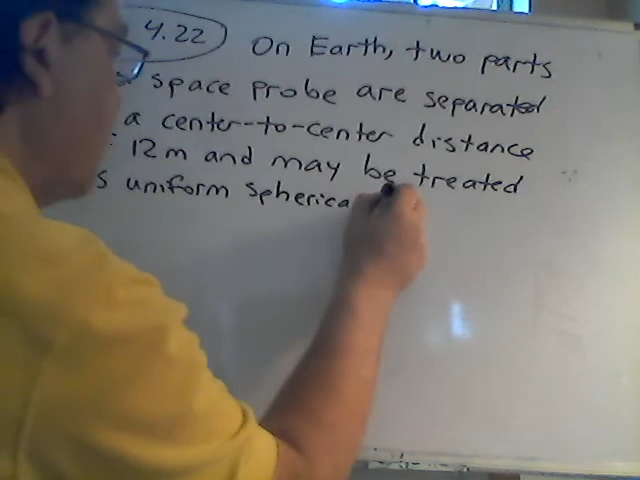 4.22 On Earth, two parts
space probe are separated
a center-to-center distance
: 12m and may be treated
s uniform spherica